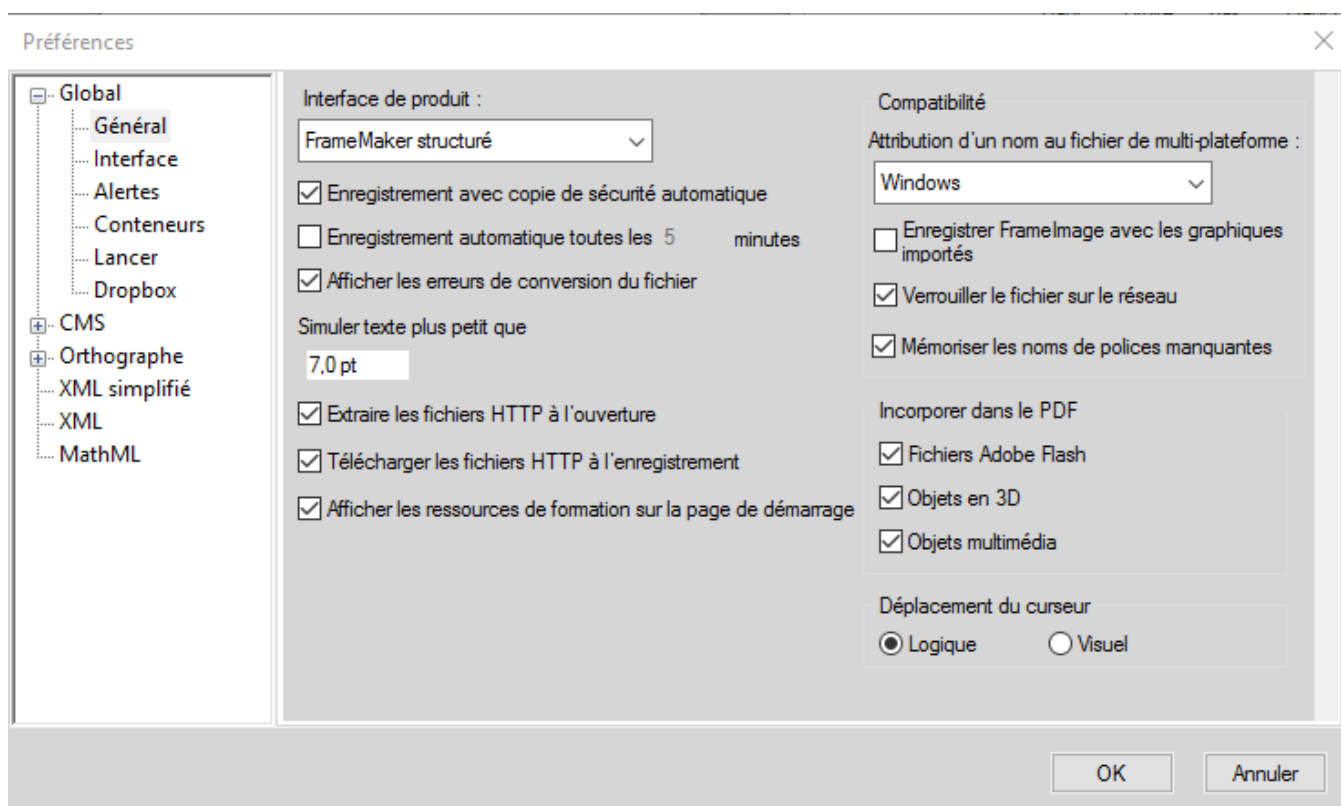 Préférences
Global
Général
Interface
Alertes
Conteneurs
Lancer
Dropbox
CMS
Orthographe
XML simplifié
XML
MathML
Interface de produit :
FrameMaker structuré
Enregistrement avec copie de sécurité automatique
Enregistrement automatique toutes les 5 minutes
Afficher les erreurs de conversion du fichier
Simuler texte plus petit que
7,0 pt
Extraire les fichiers HTTP à l'ouverture
Télécharger les fichiers HTTP à l'enregistrement
Afficher les ressources de formation sur la page de démarrage
Compatibilité
Attribution d'un nom au fichier de multi-plateforme :
Windows
Enregistrer FrameImage avec les graphiques
importés
Verrouiller le fichier sur le réseau
Mémoriser les noms de polices manquantes
Incorporer dans le PDF
Fichiers Adobe Flash
Objets en 3D
Objets multimédia
Déplacement du curseur
Logique
Visuel
OK
Annuler